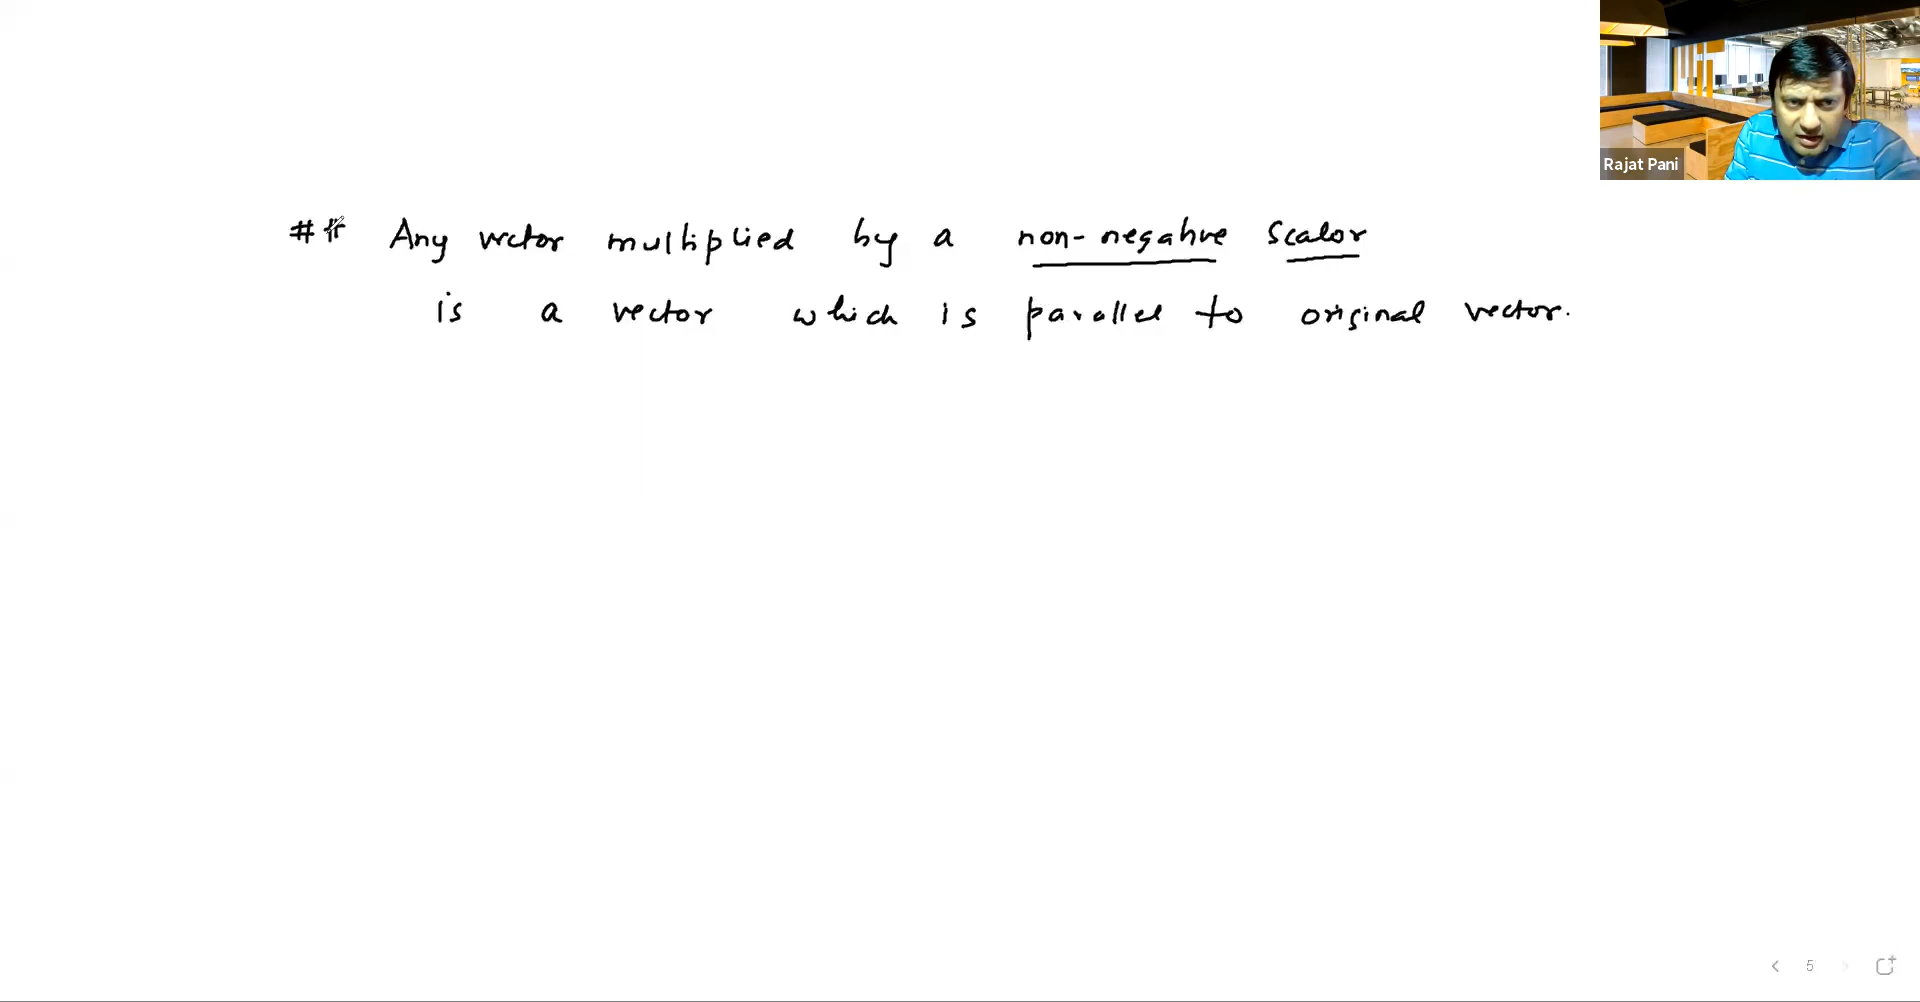 Rajat Pani
## Any vector multiplied by a non-negative scalar
is a vector which is parallel to original vector.
5